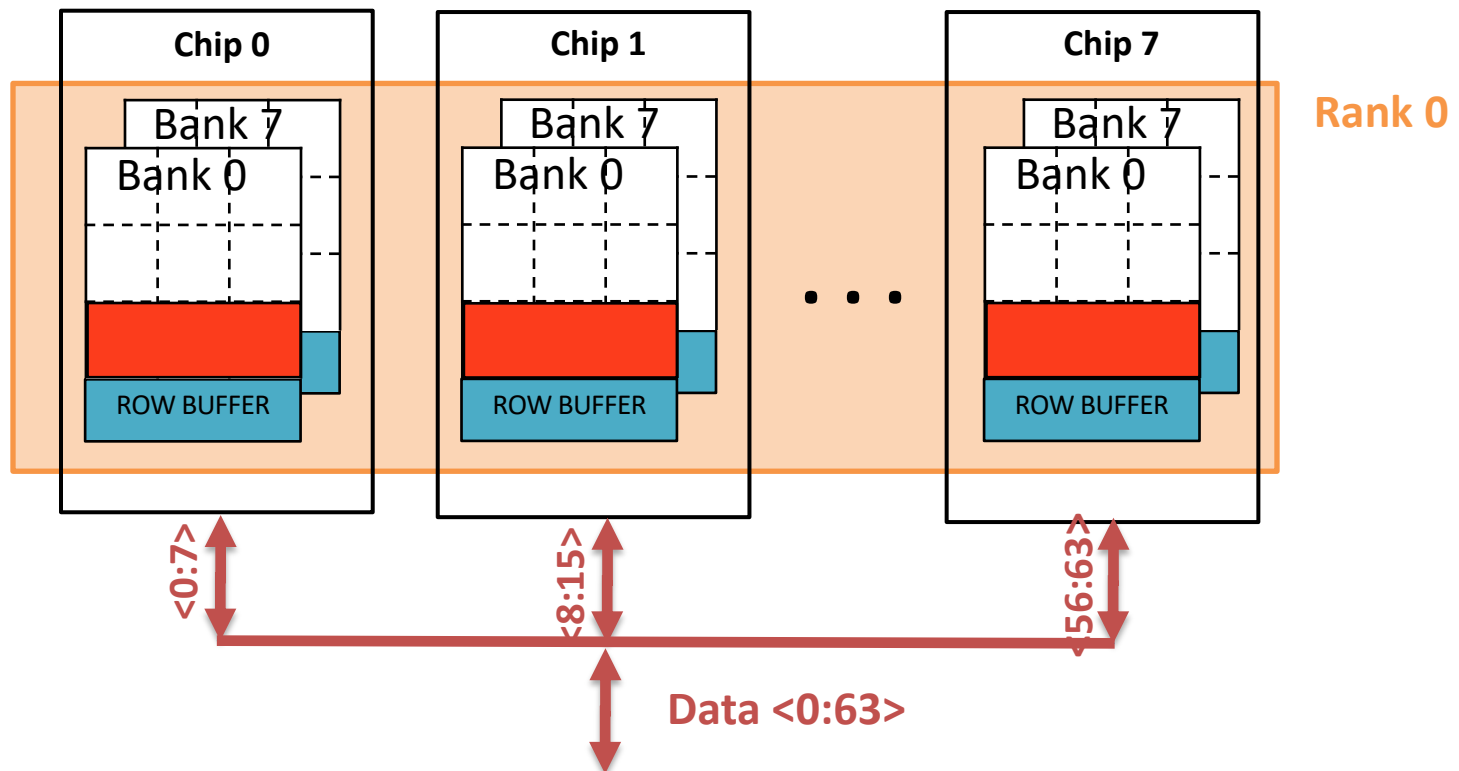 Chip 0
Chip 1
Chip 7
Rank 0
Bank 7
Bank 7
Bank 7
Bank 0
Bank 0
Bank 0
. . .
ROW BUFFER
ROW BUFFER
ROW BUFFER
<0:7>
<8:15>
<56:63>
Data <0:63>